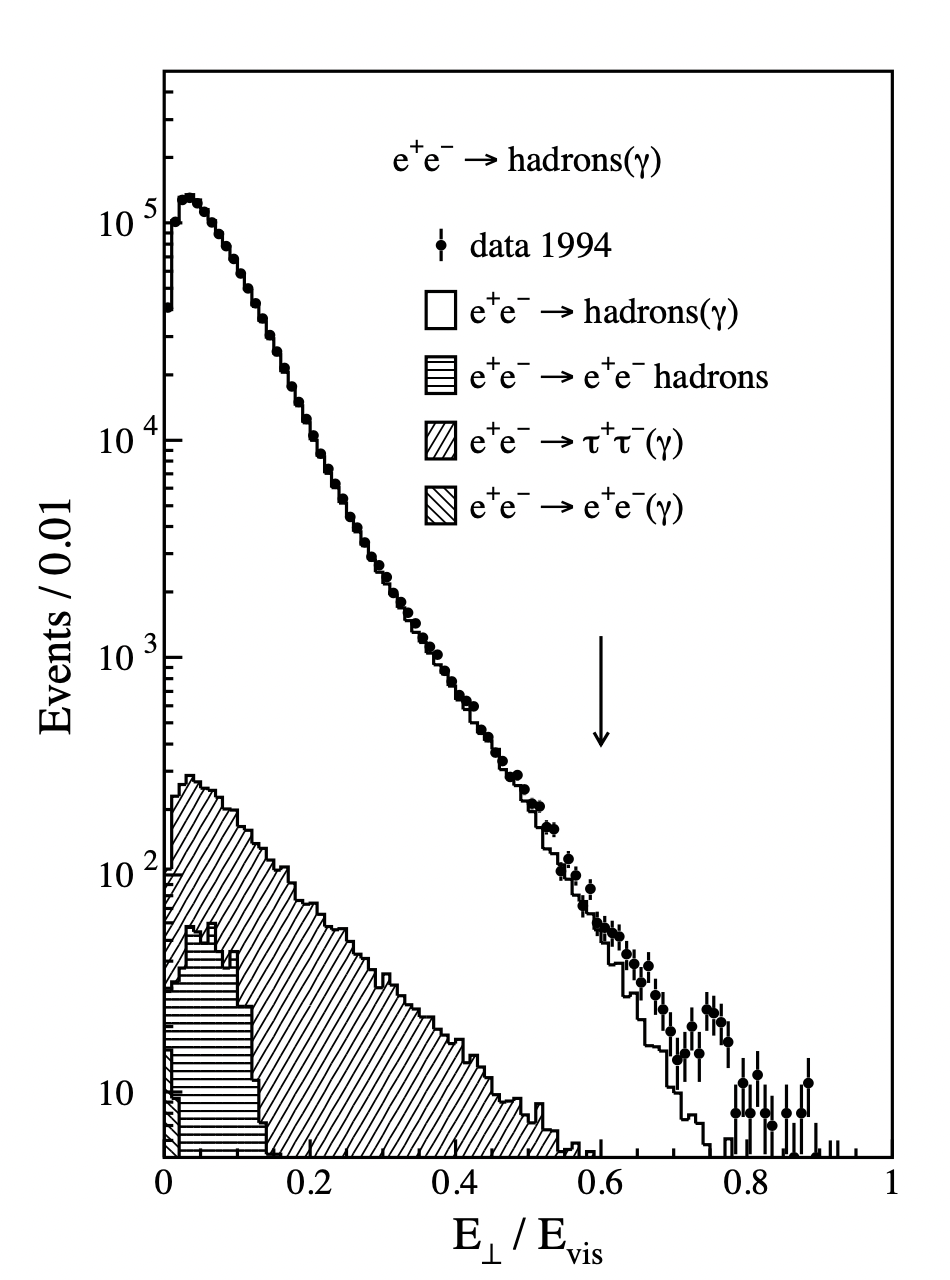 e⁺e⁻ → hadrons(γ)
data 1994
e⁺e⁻ → hadrons(γ)
e⁺e⁻ → e⁺e⁻ hadrons
e⁺e⁻ → τ⁺τ⁻(γ)
e⁺e⁻ → e⁺e⁻(γ)
Events / 0.01
10⁵
10⁴
10³
10²
10
0 0.2 0.4 0.6 0.8 1
E⊥ / Evis